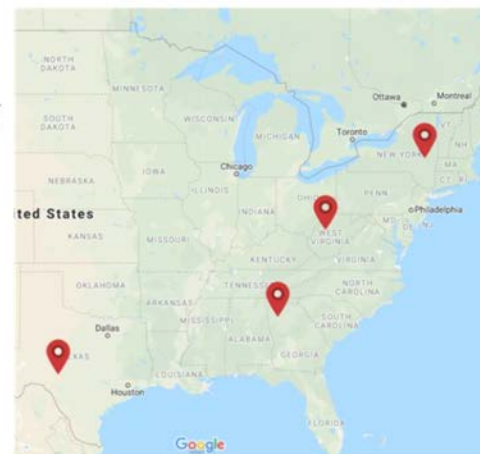 Ottawa
Montreal
NORTH
DAKOTA
MINNESOTA
SOUTH
DAKOTA
WISCONSIN
MICHIGAN
Toronto
VT
NH
NEW YORK
MA
CT
RI
Chicago
IOWA
NEBRASKA
ILLINOIS
INDIANA
OHIO
PENN
Philadelphia
MD
DE
NJ
ited States
KANSAS
MISSOURI
WEST
VIRGINIA
KENTUCKY
VIRGINIA
OKLAHOMA
ARKANSAS
TENNESSEE
NORTH
CAROLINA
MISSISSIPPI
SOUTH
CAROLINA
Dallas
ALABAMA
GEORGIA
EXAS
LOUISIANA
Houston
FLORIDA
Google